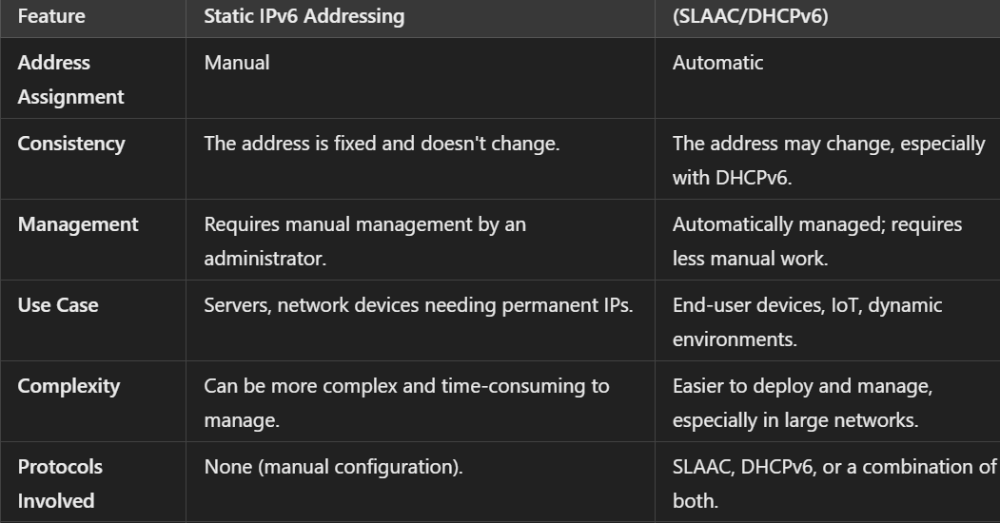 Feature Static IPv6 Addressing (SLAAC/DHCPv6)
Address Manual Automatic
Assignment
Consistency The address is fixed and doesn't change. The address may change, especially
with DHCPv6.
Management Requires manual management by an Automatically managed; requires
administrator. less manual work.
Use Case Servers, network devices needing permanent IPs. End-user devices, IoT, dynamic
environments.
Complexity Can be more complex and time-consuming to Easier to deploy and manage,
manage. especially in large networks.
Protocols None (manual configuration). SLAAC, DHCPv6, or a combination of
Involved both.